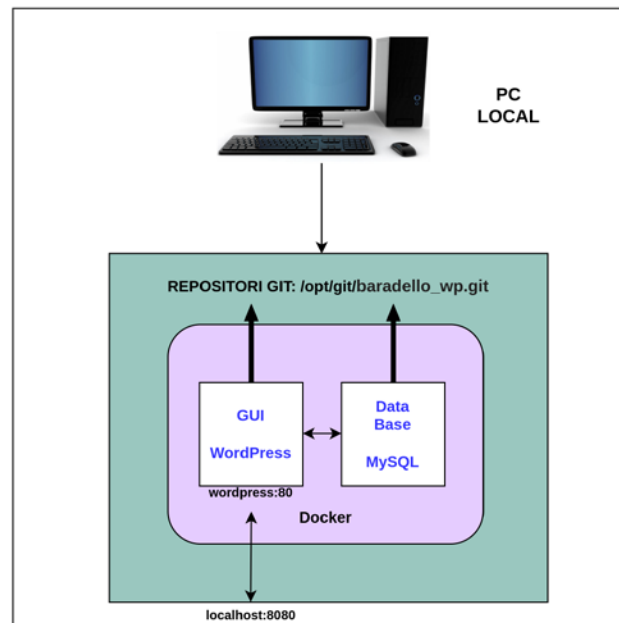 PC
LOCAL
REPOSITORI GIT: /opt/git/baradello_wp.git
GUI
WordPress
Data
Base
MySQL
wordpress:80
Docker
localhost:8080